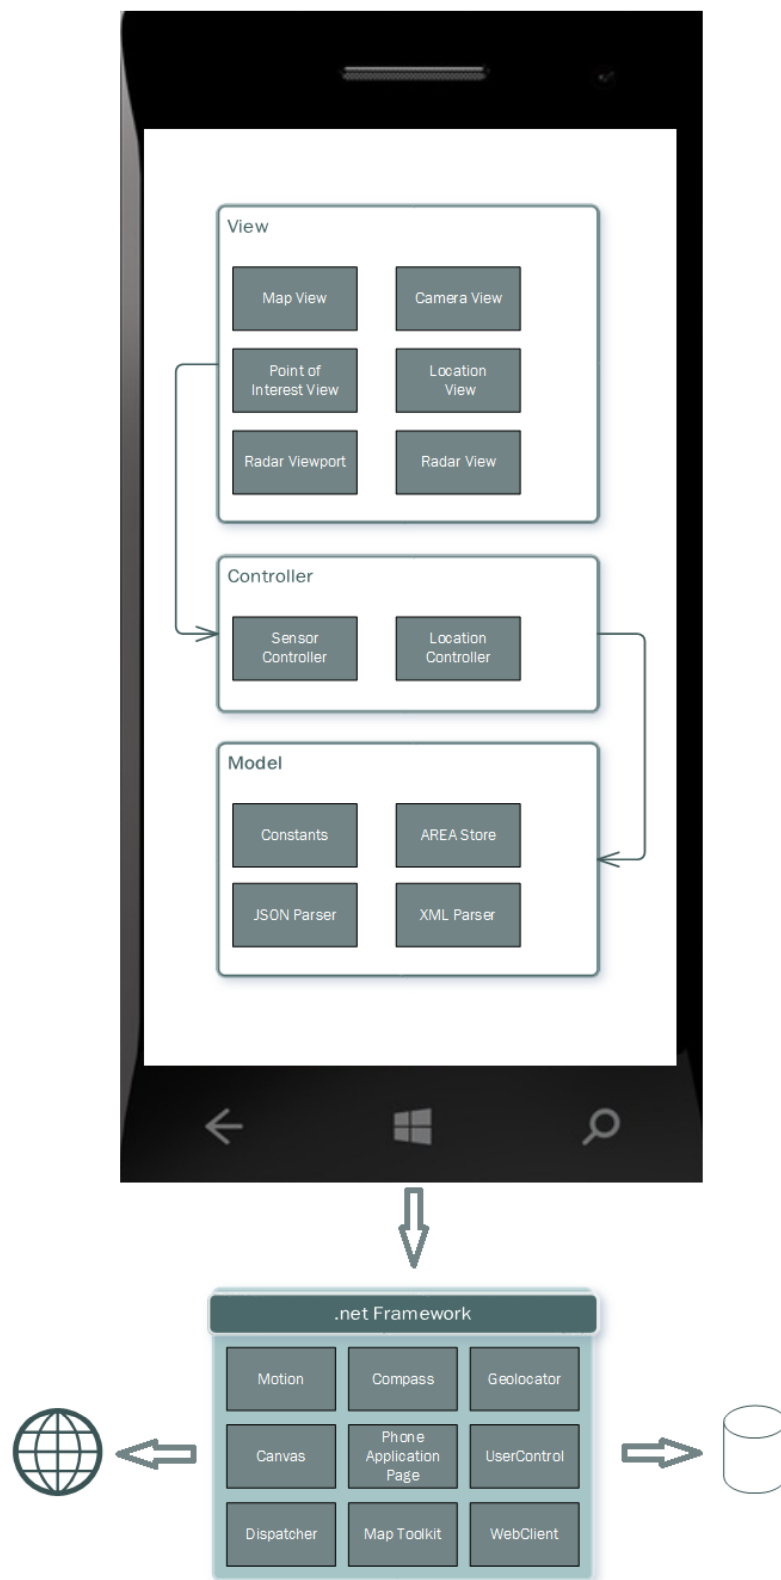 View
Map View
Camera View
Point of
Interest View
Location
View
Radar Viewport
Radar View
Controller
Sensor
Controller
Location
Controller
Model
Constants
AREA Store
JSON Parser
XML Parser
.net Framework
Motion
Compass
Geolocator
Canvas
Phone
Application
Page
UserControl
Dispatcher
Map Toolkit
WebClient